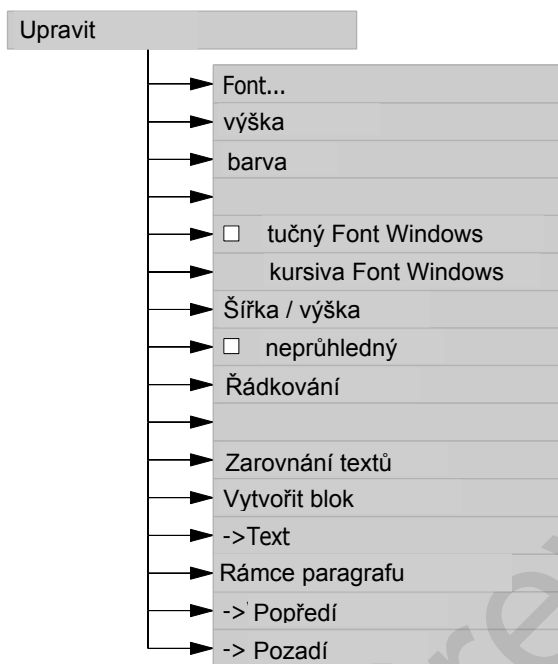 Upravit
Font...
výška
barva
tučný Font Windows
kursiva Font Windows
Šířka / výška
neprůhledný
Řádkování
Zarovnání textů
Vytvořit blok
->Text
Rámce paragrafu
-> Popředí
-> Pozadí